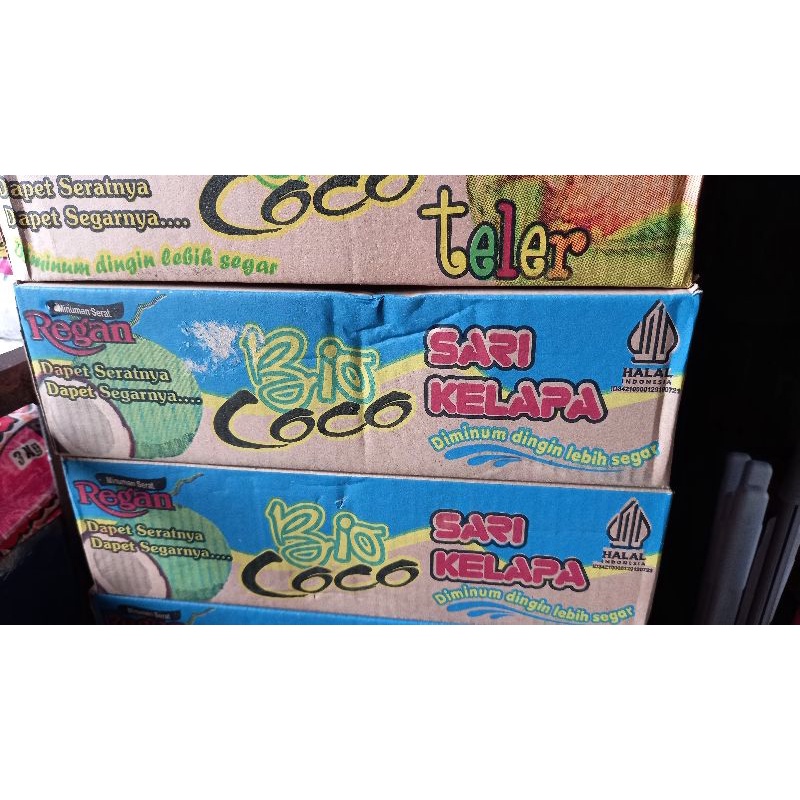 Dapet Seratnya
Dapet Segarnya....
Coco
teler
Diminum dingin lebih segar
Minuman Serat
Regan
Dapet Seratnya
Dapet Segarnya....
Bio
Coco
SARI
KELAPA
Diminum dingin lebih segar
HALAL
INDONESIA
3 KG
Minuman Serat
Regan
Dapet Seratnya
Dapet Segarnya....
Bio
Coco
SARI
KELAPA
Diminum dingin lebih segar
HALAL
INDONESIA